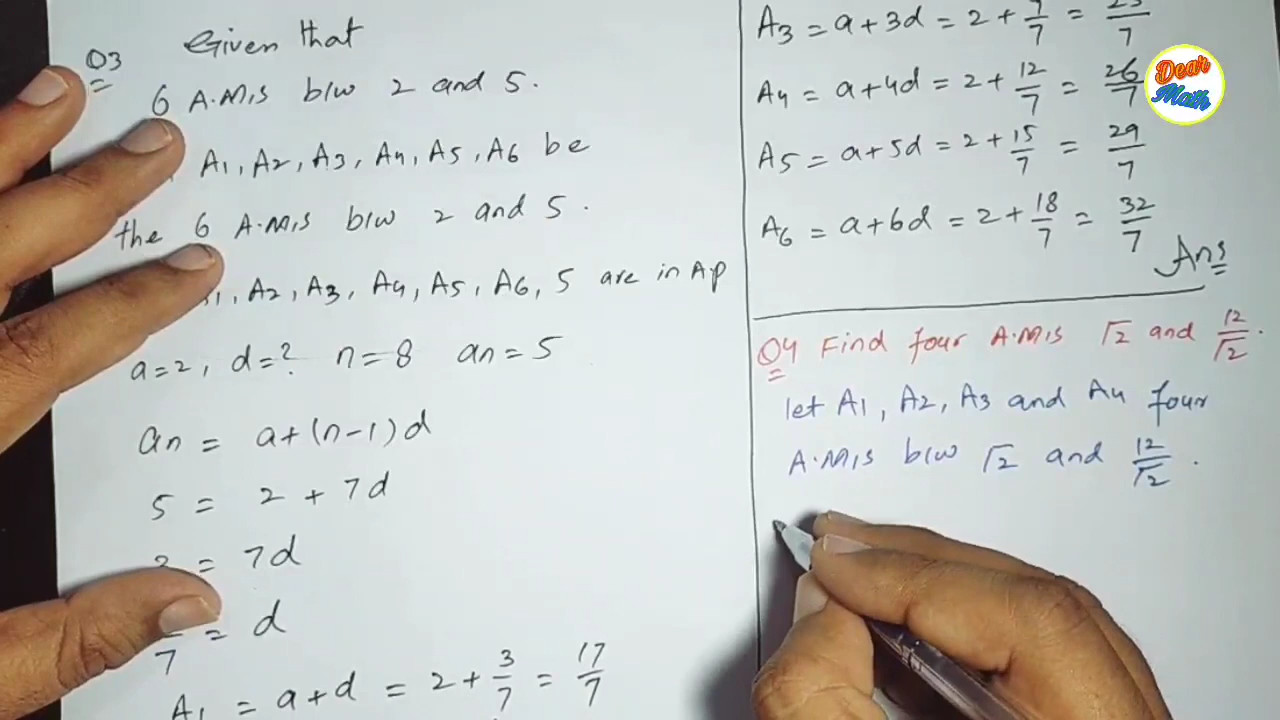 Q3 Given that
6 A.M,s b/w 2 and 5.
A1, A2, A3, A4, A5, A6 be
the 6 A.M,s b/w 2 and 5.
A2, A3, A4, A5, A6, 5 are in Ap
a=2, d=? n=8 an=5
an = a+(n-1)d
5 = 2 + 7d
= 7d
7 = d
A1 = a+d = 2 + 3/7 = 17/7
A3 = a+3d = 2 + /7 = /7
A4 = a+4d = 2 + 12/7 = 26/7
A5 = a+5d = 2 + 15/7 = 29/7
A6 = a+6d = 2 + 18/7 = 32/7
Ans
Q4 Find four A.M,s √2 and 12/√2.
let A1, A2, A3 and A4 four
A.M,s b/w √2 and 12/√2.
Dear
Math